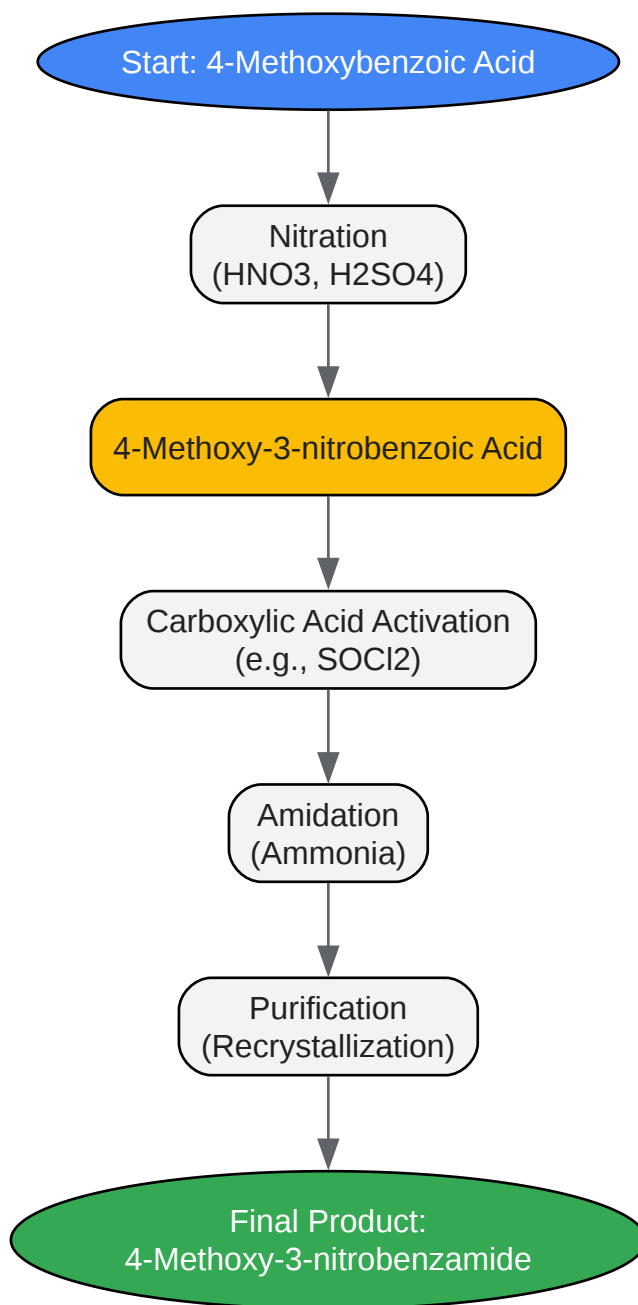 Start: 4-Methoxybenzoic Acid
Nitration
(HNO3, H2SO4)
4-Methoxy-3-nitrobenzoic Acid
Carboxylic Acid Activation
(e.g., SOCl2)
Amidation
(Ammonia)
Purification
(Recrystallization)
Final Product:
4-Methoxy-3-nitrobenzamide